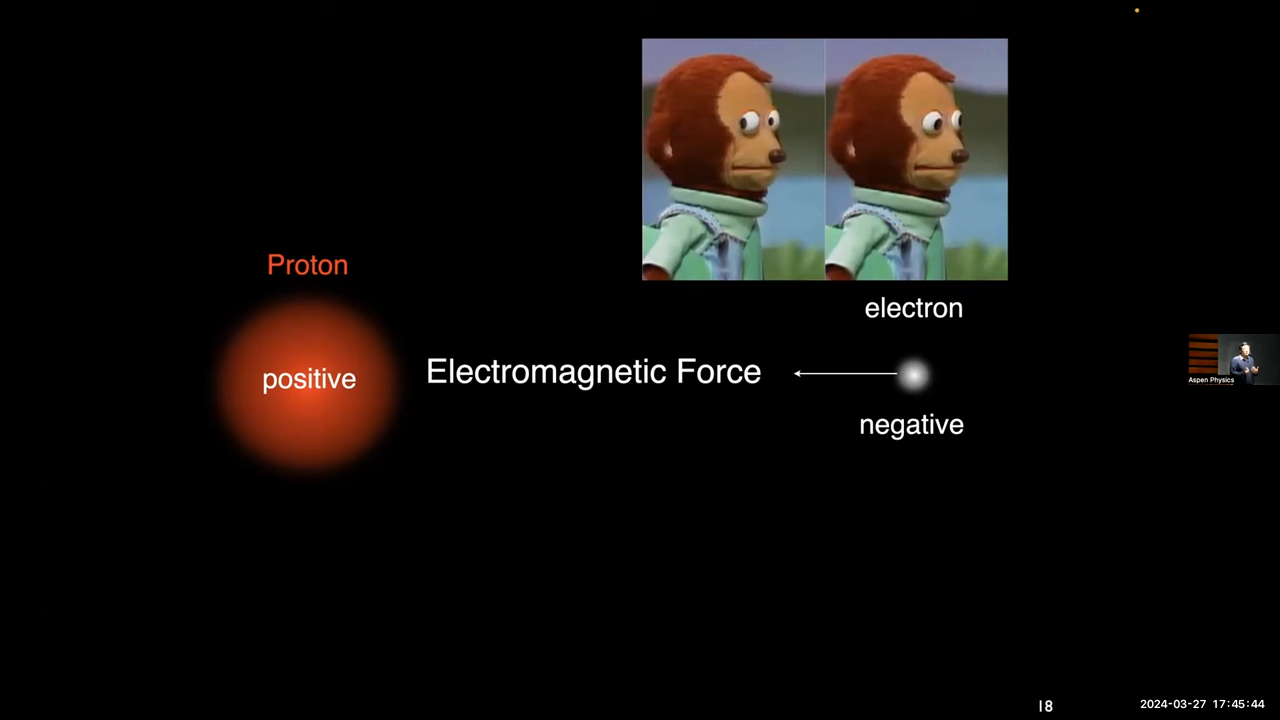 Proton
positive
Electromagnetic Force
electron
negative
Aspen Physics
18
2024-03-27 17:45:44